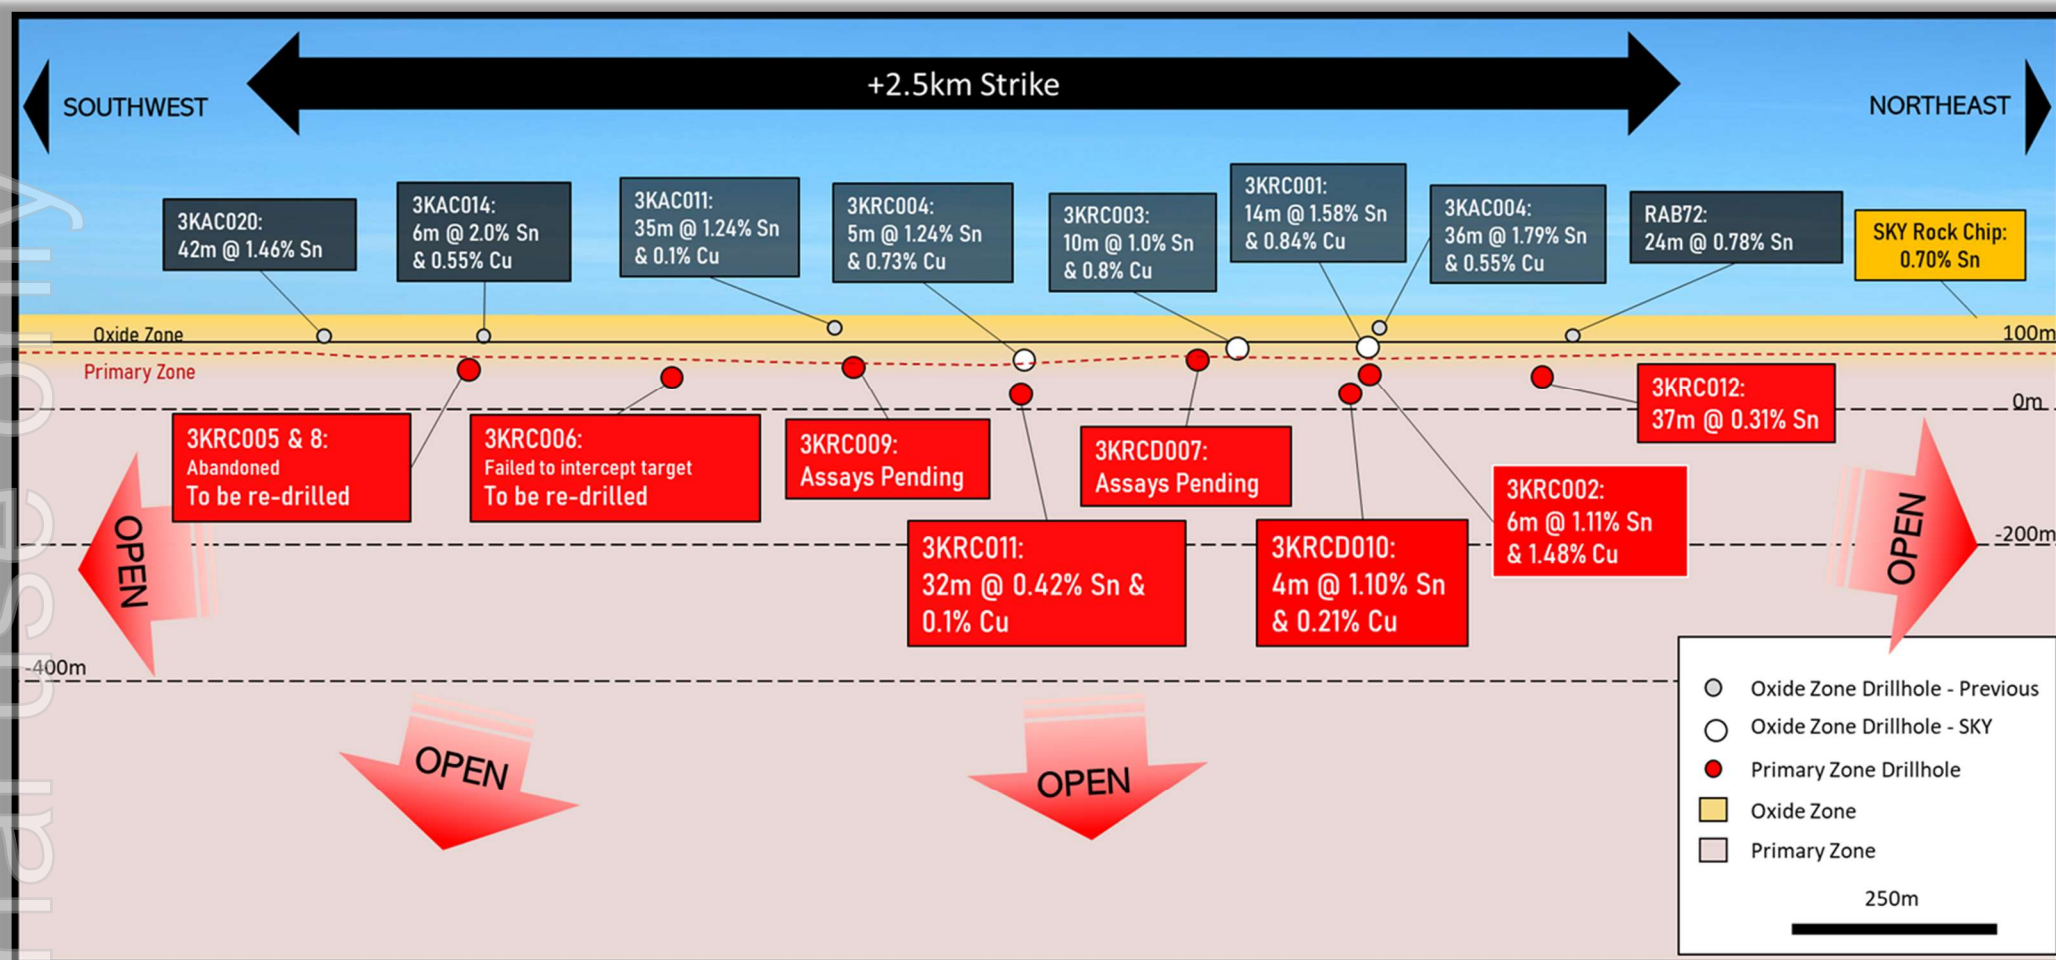 +2.5km Strike
SOUTHWEST
NORTHEAST
3KAC020:
42m @ 1.46% Sn
3KAC014:
6m @ 2.0% Sn
& 0.55% Cu
3KAC011:
35m @ 1.24% Sn
& 0.1% Cu
3KRC004:
5m @ 1.24% Sn
& 0.73% Cu
3KRC003:
10m @ 1.0% Sn
& 0.8% Cu
3KRC001:
14m @ 1.58% Sn
& 0.84% Cu
3KAC004:
36m @ 1.79% Sn
& 0.55% Cu
RAB72:
24m @ 0.78% Sn
SKY Rock Chip:
0.70% Sn
Oxide Zone
100m
Primary Zone
0m
3KRC005 & 8:
Abandoned
To be re-drilled
3KRC006:
Failed to intercept target
To be re-drilled
3KRC009:
Assays Pending
3KRCD007:
Assays Pending
3KRC012:
37m @ 0.31% Sn
3KRC011:
32m @ 0.42% Sn &
0.1% Cu
3KRCD010:
4m @ 1.10% Sn
& 0.21% Cu
3KRC002:
6m @ 1.11% Sn
& 1.48% Cu
OPEN
OPEN
-200m
-400m
OPEN
OPEN
Oxide Zone Drillhole - Previous
Oxide Zone Drillhole - SKY
Primary Zone Drillhole
Oxide Zone
Primary Zone
250m
use only